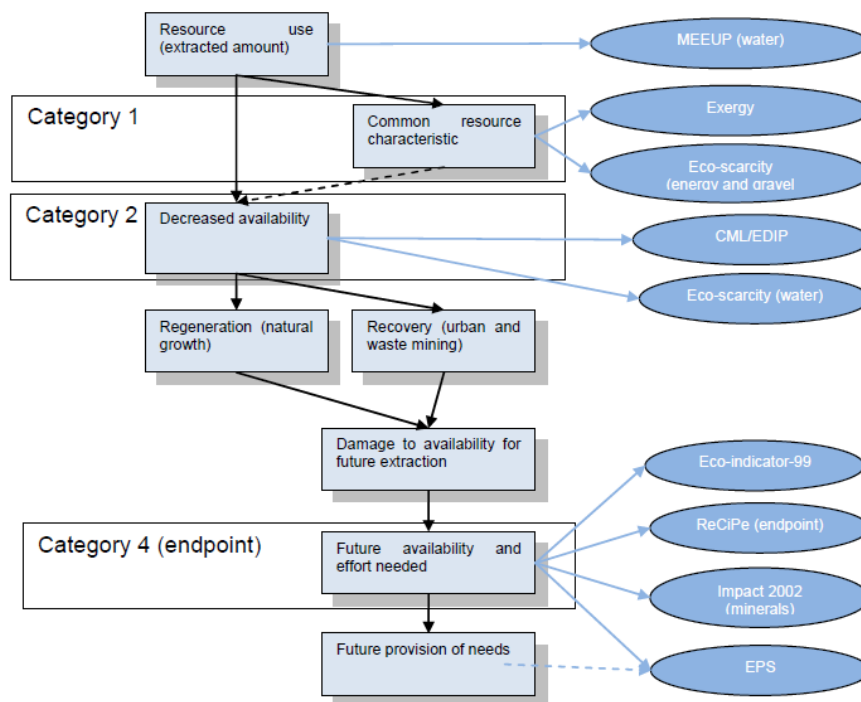 Resource use
(extracted amount)
MEEUP (water)
Category 1
Common resource
characteristic
Exergy
Eco-scarcity
(energy and gravel
Category 2
Decreased availability
CML/EDIP
Eco-scarcity (water)
Regeneration (natural
growth)
Recovery (urban and
waste mining)
Damage to availability for
future extraction
Eco-indicator-99
ReCiPe (endpoint)
Category 4 (endpoint)
Future availability and
effort needed
Impact 2002
(minerals)
Future provision of needs
EPS